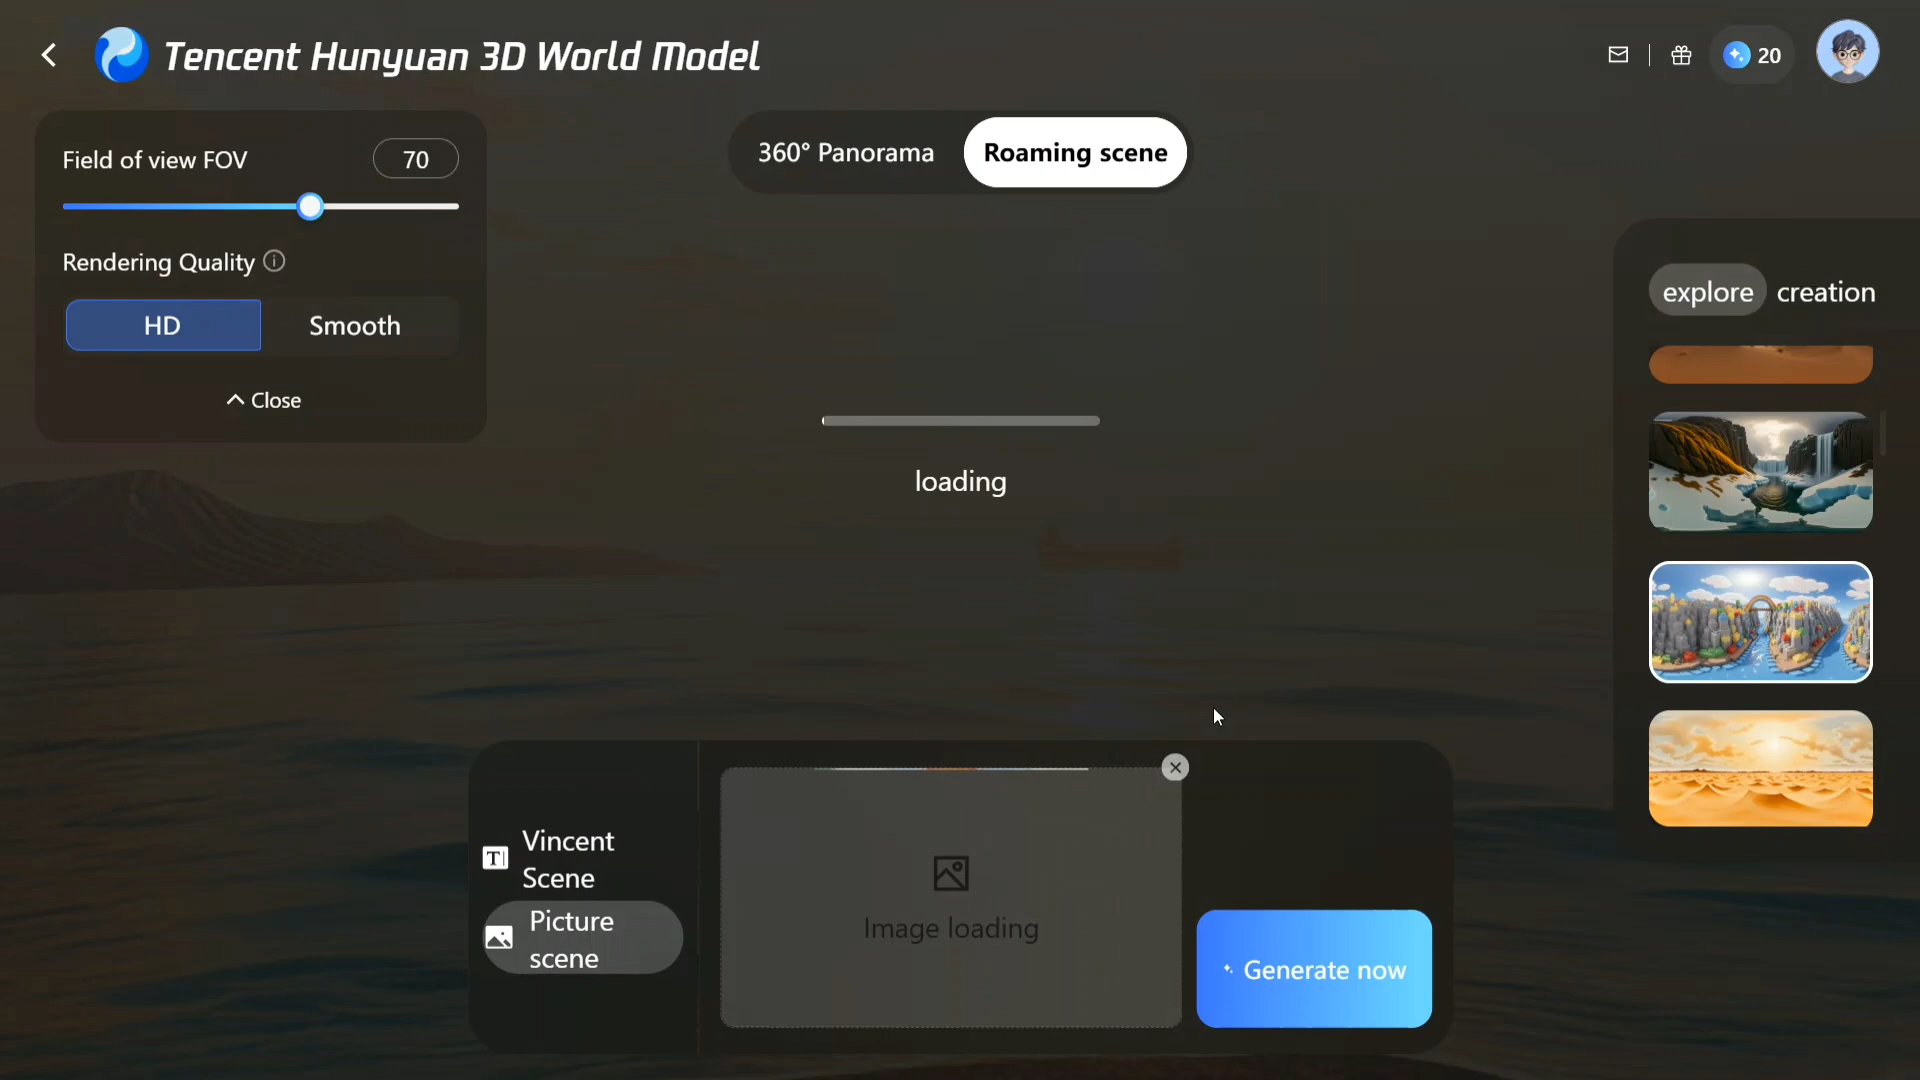 Tencent Hunyuan 3D World Model
20
Field of view FOV
70
360° Panorama
Roaming scene
Rendering Quality
HD
Smooth
Close
explore
creation
loading
Vincent
Scene
Picture
scene
Image loading
Generate now